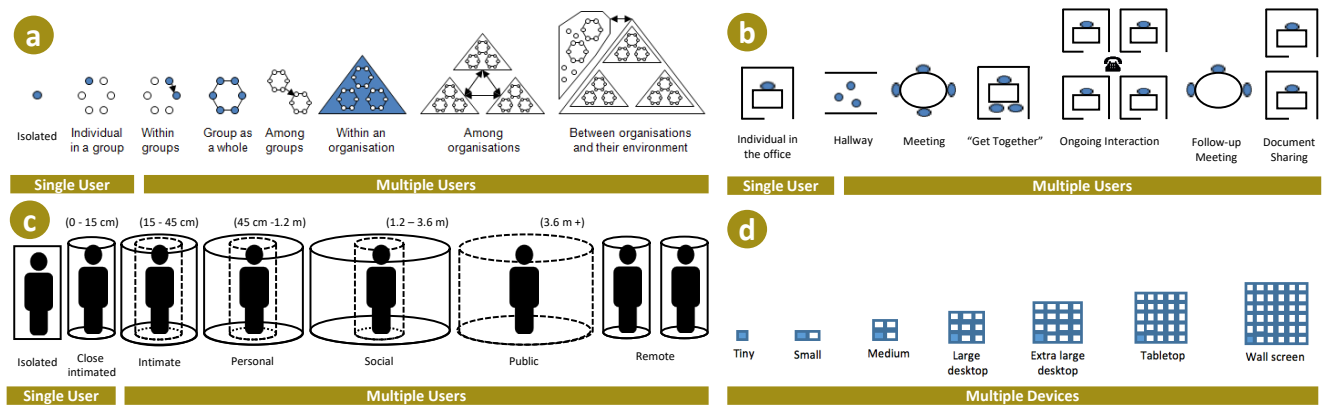 a
Isolated
Individual
in a group
Within
groups
Group as
a whole
Among
groups
Within an
organisation
Among
organisations
Between organisations
and their environment
Single User
Multiple Users
b
Individual in
the office
Hallway
Meeting
“Get Together”
Ongoing Interaction
Follow-up
Meeting
Document
Sharing
Single User
Multiple Users
c
(0 - 15 cm)
(15 - 45 cm)
(45 cm -1.2 m)
(1.2 – 3.6 m)
(3.6 m +)
Isolated
Close
intimated
Intimate
Personal
Social
Public
Remote
Single User
Multiple Users
d
Tiny
Small
Medium
Large
desktop
Extra large
desktop
Tabletop
Wall screen
Multiple Devices